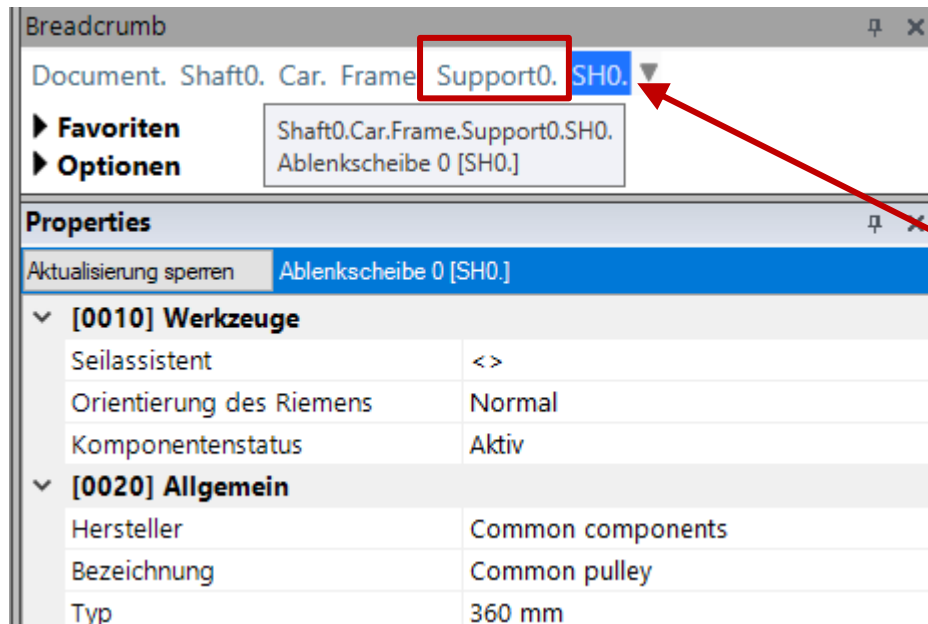 Breadcrumb
Document. Shaft0. Car. Frame Support0. SH0.
Favoriten
Optionen
Shaft0.Car.Frame.Support0.SH0.
Ablenkscheibe 0 [SH0.]
Properties
Aktualisierung sperren Ablenkscheibe 0 [SH0.]
[0010] Werkzeuge
Seilassistent <>
Orientierung des Riemens Normal
Komponentenstatus Aktiv
[0020] Allgemein
Hersteller Common components
Bezeichnung Common pulley
Typ 360 mm